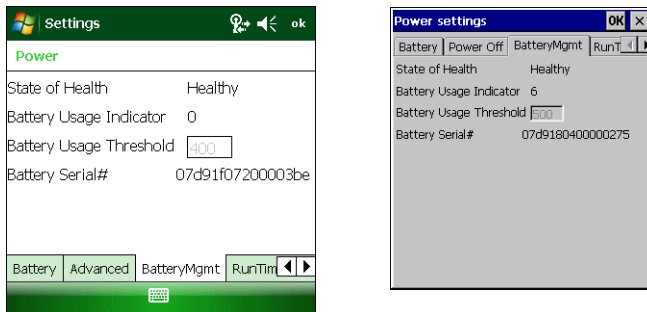 Settings ok
Power
State of Health Healthy
Battery Usage Indicator 0
Battery Usage Threshold 400
Battery Serial# 07d91f07200003be
Battery Advanced BatteryMgmt RunTim
Power settings OK ×
Battery Power Off BatteryMgmt RunT
State of Health Healthy
Battery Usage Indicator 6
Battery Usage Threshold 500
Battery Serial# 07d9180400000275